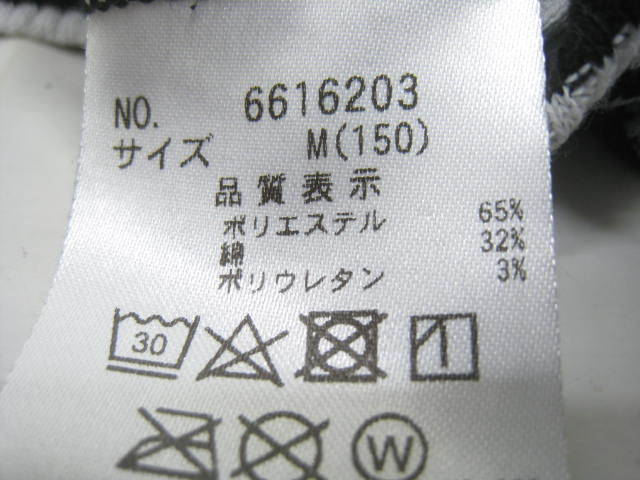 NO. 6616203
サイズ M(150)
品質表示
ポリエステル 65%
綿 32%
ポリウレタン 3%
30
W